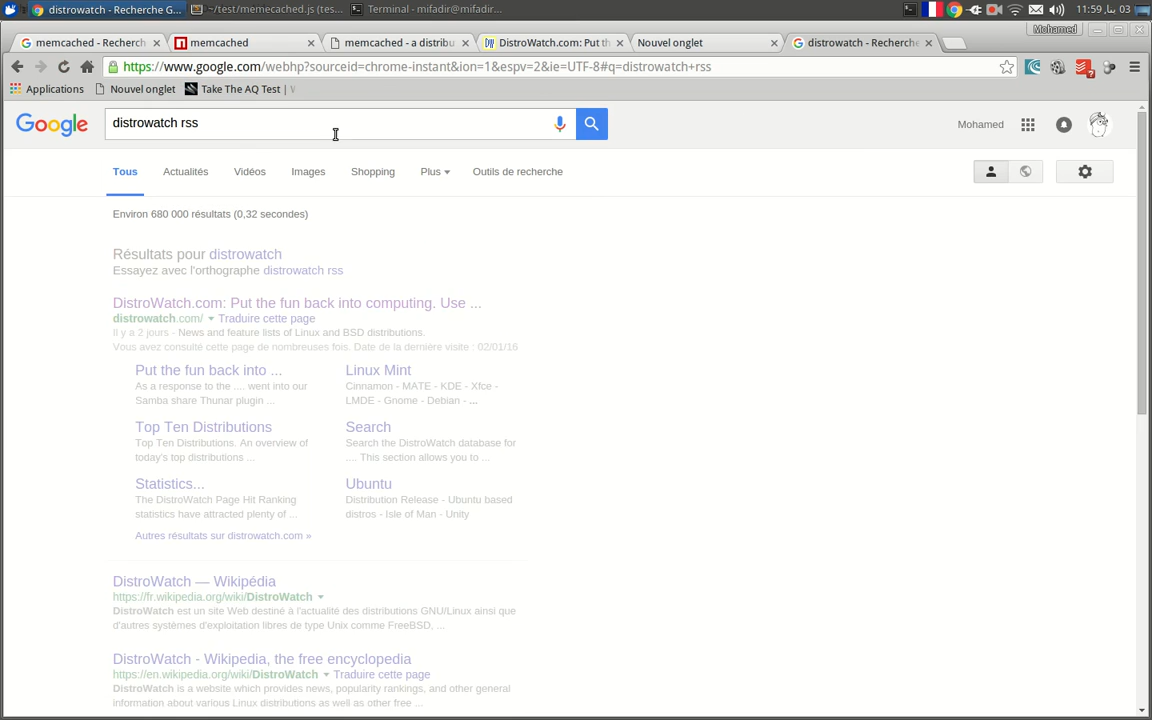 distrowatch - Recherche G...
~/test/memecached.js (tes...
Terminal - mifadir@mifadir...
11:59 ,ينا 03
memcached - Recherch
memcached
memcached - a distribu
DistroWatch.com: Put th
Nouvel onglet
distrowatch - Recherche
Mohamed
https://www.google.com/webhp?sourceid=chrome-instant&ion=1&espv=2&ie=UTF-8#q=distrowatch+rss
Applications
Nouvel onglet
Take The AQ Test |
Google
distrowatch rss
Mohamed
Tous
Actualités
Vidéos
Images
Shopping
Plus
Outils de recherche
Environ 680 000 résultats (0,32 secondes)
Résultats pour distrowatch
Essayez avec l'orthographe distrowatch rss
DistroWatch.com: Put the fun back into computing. Use ...
distrowatch.com/ Traduire cette page
Il y a 2 jours - News and feature lists of Linux and BSD distributions.
Vous avez consulté cette page de nombreuses fois. Date de la dernière visite : 02/01/16
Put the fun back into ...
As a response to the .... went into our
Samba share Thunar plugin ...
Linux Mint
Cinnamon - MATE - KDE - Xfce -
LMDE - Gnome - Debian - ...
Top Ten Distributions
Top Ten Distributions. An overview of
today's top distributions ...
Search
Search the DistroWatch database for
.... This section allows you to ...
Statistics...
The DistroWatch Page Hit Ranking
statistics have attracted plenty of ...
Ubuntu
Distribution Release - Ubuntu based
distros - Isle of Man - Unity
Autres résultats sur distrowatch.com »
DistroWatch — Wikipédia
https://fr.wikipedia.org/wiki/DistroWatch
DistroWatch est un site Web destiné à l'actualité des distributions GNU/Linux ainsi que
d'autres systèmes d'exploitation libres de type Unix comme FreeBSD, ...
DistroWatch - Wikipedia, the free encyclopedia
https://en.wikipedia.org/wiki/DistroWatch Traduire cette page
DistroWatch is a website which provides news, popularity rankings, and other general
information about various Linux distributions as well as other free ...